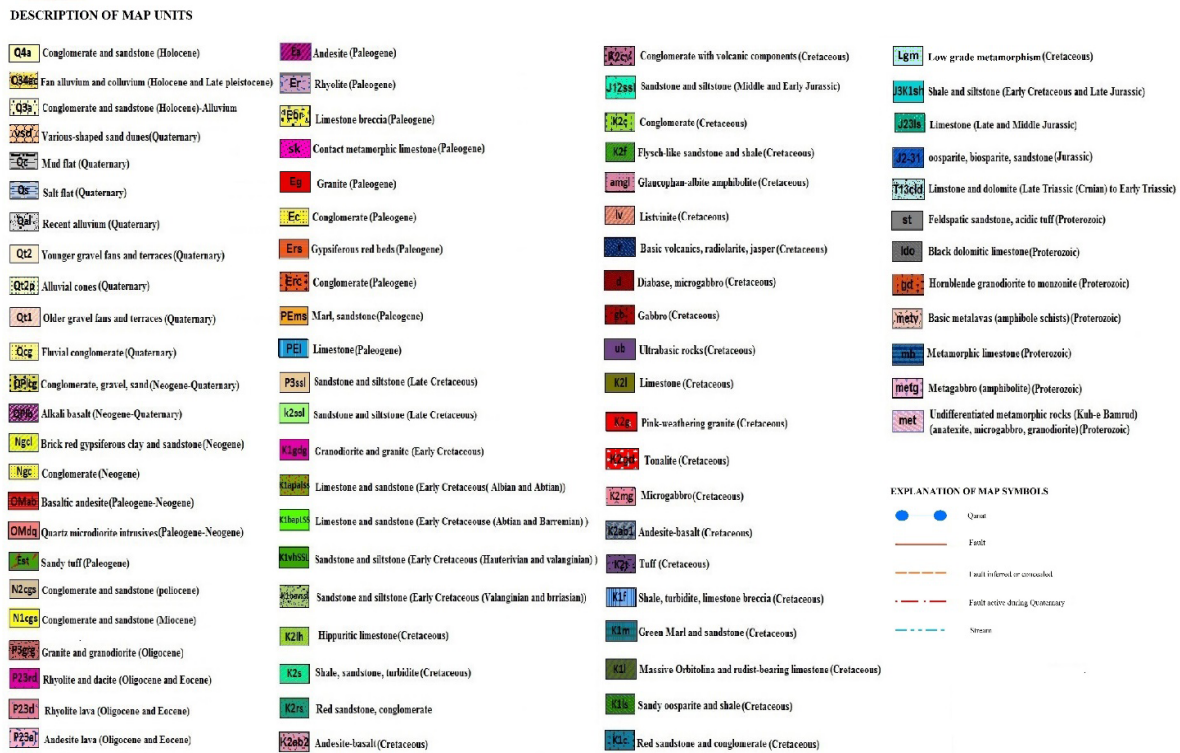 DESCRIPTION OF MAP UNITS
Q4a Conglomerate and sandstone (Holocene)
Q34ac Fan alluvium and colluvium (Holocene and Late pleistocene)
Q3a Conglomerate and sandstone (Holocene)-Alluvium
vsd Various-shaped sand dunes(Quaternary)
Qc Mud flat (Quaternary)
Qs Salt flat (Quaternary)
Qal Recent alluvium (Quaternary)
Qt2 Younger gravel fans and terraces (Quaternary)
Qt2p Alluvial cones (Quaternary)
Qt1 Older gravel fans and terraces (Quaternary)
Qcg Fluvial conglomerate (Quaternary)
QPlcg Conglomerate, gravel, sand (Neogene-Quaternary)
Alkali basalt (Neogene-Quaternary)
Ngcl Brick red gypsiferous clay and sandstone(Neogene)
Ngc Conglomerate (Neogene)
OMab Basaltic andesite(Paleogene-Neogene)
OMdq Quartz microdiorite intrusives (Paleogene-Neogene)
Est Sandy tuff (Paleogene)
N2cgs Conglomerate and sandstone (poliocene)
N1cgs Conglomerate and sandstone (Miocene)
P3grg Granite and granodiorite (Oligocene)
P23rd Rhyolite and dacite (Oligocene and Eocene)
P23d Rhyolite lava (Oligocene and Eocene)
P23al Andesite lava (Oligocene and Eocene)
Andesite (Paleogene)
Er Rhyolite (Paleogene)
Limestone breccia(Paleogene)
sk Contact metamorphic limestone (Paleogene)
Eg Granite (Paleogene)
Ec Conglomerate (Paleogene)
Ers Gypsiferous red beds (Paleogene)
Erc Conglomerate (Paleogene)
PEms Marl, sandstone(Paleogene)
PEl Limestone (Paleogene)
P3ssl Sandstone and siltstone (Late Cretaceous)
k2sol Sandstone and siltstone (Late Cretaceous)
K1gdg Granodiorite and granite (Early Cretaceous)
K1apalss Limestone and sandstone (Early Cretaceous( Albian and Abtian))
K1bapLSS Limestone and sandstone (Early Cretaceouse (Abtian and Barremian) )
K1vhSSL Sandstone and siltstone (Early Cretaceous (Hauterivian and valanginian) )
Sandstone and siltstone (Early Cretaceous (Valanginian and brriasian))
K2lh Hippuritic limestone(Cretaceous)
K2s Shale, sandstone, turbidite (Cretaceous)
K2rs Red sandstone, conglomerate
K2ab2 Andesite-basalt (Cretaceous)
K2cv Conglomerate with volcanic components (Cretaceous)
J12ssl Sandstone and siltstone (Middle and Early Jurassic)
K2c Conglomerate (Cretaceous)
K2f Flysch-like sandstone and shale (Cretaceous)
amgl Glaucophan-albite amphibolite (Cretaceous)
lv Listvinite (Cretaceous)
Basic volcanics, radiolarite, jasper (Cretaceous)
d Diabase, microgabbro (Cretaceous)
gb Gabbro (Cretaceous)
ub Ultrabasic rocks (Cretaceous)
K2l Limestone (Cretaceous)
K2g Pink-weathering granite (Cretaceous)
Tonalite (Cretaceous)
K2mg Microgabbro (Cretaceous)
K2ab1 Andesite-basalt (Cretaceous)
K2t Tuff (Cretaceous)
K1f Shale, turbidite, limestone breccia (Cretaceous)
K1m Green Marl and sandstone (Cretaceous)
K1l Massive Orbitolina and rudist-bearing limestone (Cretaceous)
K1ls Sandy oosparite and shale (Cretaceous)
K1c Red sandstone and conglomerate (Cretaceous)
Lgm Low grade metamorphism (Cretaceous)
J3K1sh Shale and siltstone (Early Cretaceous and Late Jurassic)
J23ls Limestone (Late and Middle Jurassic)
J2-31 oosparite, biosparite, sandstone (Jurassic)
T13cld Limstone and dolomite (Late Triassic (Crnian) to Early Triassic)
st Feldspatic sandstone, acidic tuff (Proterozoic)
ldo Black dolomitic limestone (Proterozoic)
gd Hornblende granodiorite to monzonite (Proterozoic)
metv Basic metalavas (amphibole schists) (Proterozoic)
mb Metamorphic limestone (Proterozoic)
metg Metagabbro (amphibolite) (Proterozoic)
met Undifferentiated metamorphic rocks (Kuh-e Bamrud)
(anatexite, microgabbro, granodiorite) (Proterozoic)
EXPLANATION OF MAP SYMBOLS
Qanat
Fault
Fault inferred or concealed
Fault active during Quaternary
Stream